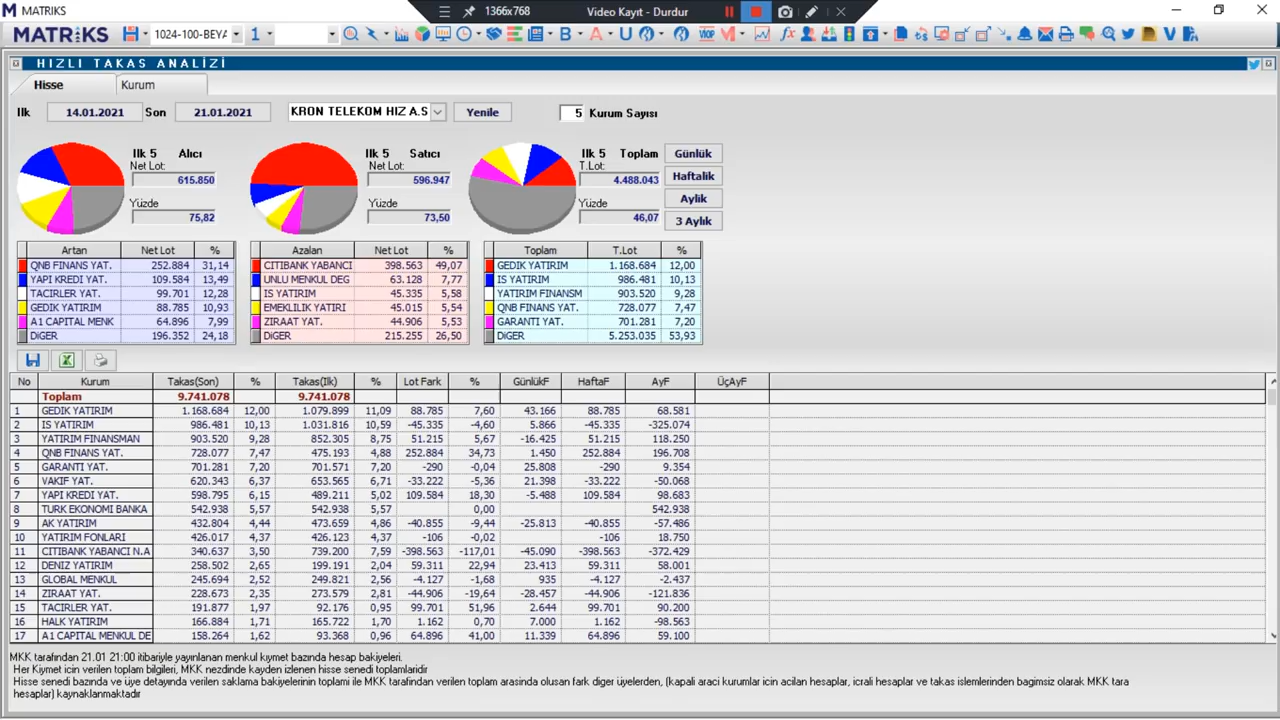 MATRIKS
1366x768 Video Kayıt - Durdur
MATRİKS 1024-100-BEYA 1 B A U VİOP M fx
HIZLI TAKAS ANALİZİ
Hisse Kurum
Ilk 14.01.2021 Son 21.01.2021 KRON TELEKOM HIZ A.S Yenile 5 Kurum Sayısı
Ilk 5 Alıcı
Net Lot:
615.850
Yüzde
75,82
Ilk 5 Satıcı
Net Lot:
596.947
Yüzde
73,50
Ilk 5 Toplam
T.Lot:
4.488.043
Yüzde
46,07
Günlük
Haftalik
Aylik
3 Aylık
Artan Net Lot %
QNB FINANS YAT. 252.884 31,14
YAPI KREDI YAT. 109.584 13,49
TACIRLER YAT. 99.701 12,28
GEDIK YATIRIM 88.785 10,93
A1 CAPITAL MENK 64.896 7,99
DiGER 196.352 24,18
Azalan Net Lot %
CITIBANK YABANCI 398.563 49,07
UNLU MENKUL DEG 63.128 7,77
IS YATIRIM 45.335 5,58
EMEKLILIK YATIRI 45.015 5,54
ZIRAAT YAT. 44.906 5,53
DiGER 215.255 26,50
Toplam T.Lot %
GEDIK YATIRIM 1.168.684 12,00
IS YATIRIM 986.481 10,13
YATIRIM FINANSM 903.520 9,28
QNB FINANS YAT. 728.077 7,47
GARANTI YAT. 701.281 7,20
DiGER 5.253.035 53,93
No Kurum Takas(Son) % Takas(Ilk) % Lot Fark % GünlükF HaftaF AyF ÜçAyF
Toplam 9.741.078 9.741.078
1 GEDIK YATIRIM 1.168.684 12,00 1.079.899 11,09 88.785 7,60 43.166 88.785 68.581
2 IS YATIRIM 986.481 10,13 1.031.816 10,59 -45.335 -4,60 5.866 -45.335 -325.074
3 YATIRIM FINANSMAN 903.520 9,28 852.305 8,75 51.215 5,67 -16.425 51.215 118.250
4 QNB FINANS YAT. 728.077 7,47 475.193 4,88 252.884 34,73 1.450 252.884 196.708
5 GARANTI YAT. 701.281 7,20 701.571 7,20 -290 -0,04 25.808 -290 9.354
6 VAKIF YAT. 620.343 6,37 653.565 6,71 -33.222 -5,36 21.398 -33.222 -50.068
7 YAPI KREDI YAT. 598.795 6,15 489.211 5,02 109.584 18,30 -5.488 109.584 98.683
8 TURK EKONOMI BANKA 542.938 5,57 542.938 5,57 0,00 542.938
9 AK YATIRIM 432.804 4,44 473.659 4,86 -40.855 -9,44 -25.813 -40.855 -57.486
10 YATIRIM FONLARI 426.017 4,37 426.123 4,37 -106 -0,02 -106 18.750
11 CITIBANK YABANCI N.A 340.637 3,50 739.200 7,59 -398.563 -117,01 -45.090 -398.563 -372.429
12 DENIZ YATIRIM 258.502 2,65 199.191 2,04 59.311 22,94 23.413 59.311 58.001
13 GLOBAL MENKUL 245.694 2,52 249.821 2,56 -4.127 -1,68 935 -4.127 -2.437
14 ZIRAAT YAT. 228.673 2,35 273.579 2,81 -44.906 -19,64 -28.457 -44.906 -121.836
15 TACIRLER YAT. 191.877 1,97 92.176 0,95 99.701 51,96 2.644 99.701 90.200
16 HALK YATIRIM 166.884 1,71 165.722 1,70 1.162 0,70 7.000 1.162 -98.563
17 A1 CAPITAL MENKUL DE 158.264 1,62 93.368 0,96 64.896 41,00 11.339 64.896 59.100
MKK tarafından 21.01 21:00 itibariyle yayınlanan menkul kıymet bazında hesap bakiyeleri.
Her Kiymet icin verilen toplam bilgileri, MKK nezdinde kayden izlenen hisse senedi toplamlaridir
Hisse senedi bazında ve üye detayında verilen saklama bakiyelerinin toplami ile MKK tarafindan verilen toplam arasinda olusan fark diger uyelerden, (kapali araci kurumlar icin acilan hesaplar, icrali hesaplar ve takas islemlerinden bagimsiz olarak MKK tara
hesaplar) kaynaklanmaktadır